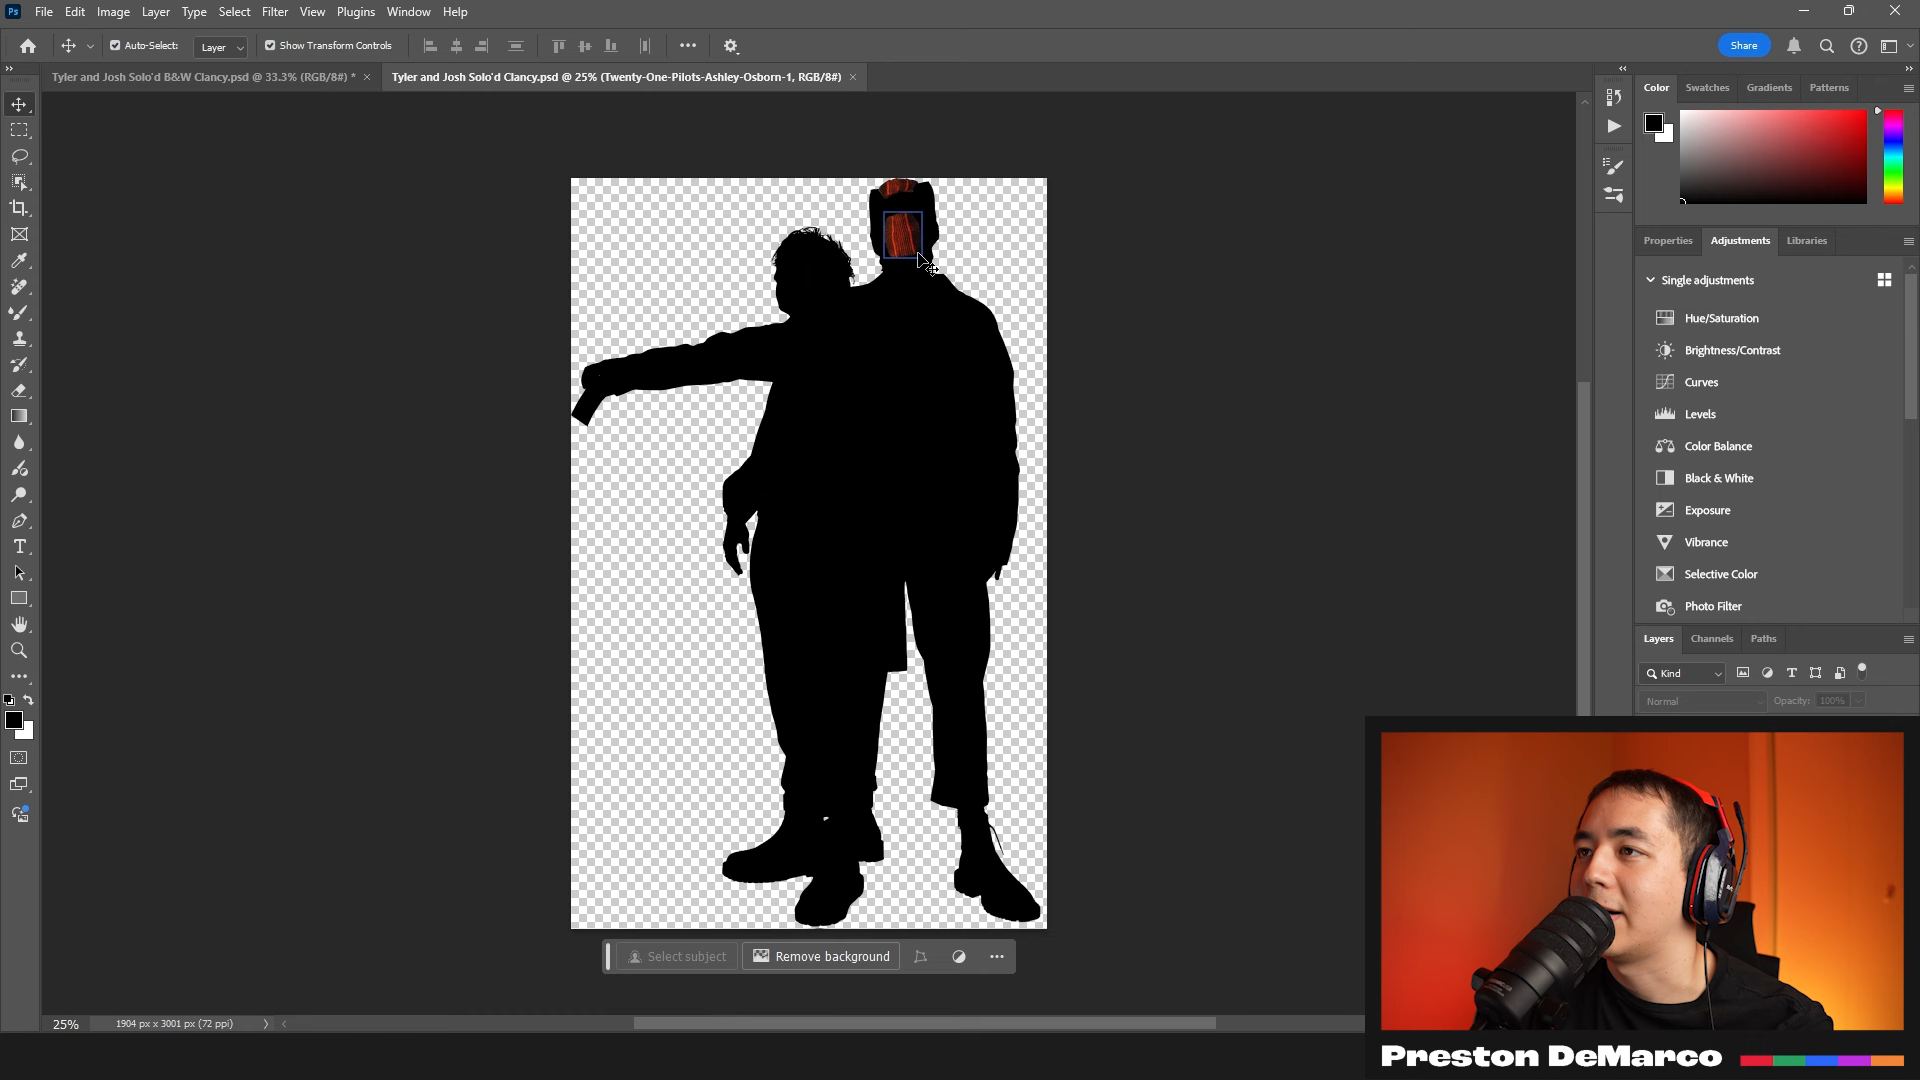 Ps File Edit Image Layer Type Select Filter View Plugins Window Help
Auto-Select: Layer Show Transform Controls Share
Tyler and Josh Solo'd B&W Clancy.psd @ 33.3% (RGB/8#) * Tyler and Josh Solo'd Clancy.psd @ 25% (Twenty-One-Pilots-Ashley-Osborn-1, RGB/8#)
Color Swatches Gradients Patterns
Properties Adjustments Libraries
Single adjustments
Hue/Saturation
Brightness/Contrast
Curves
Levels
Color Balance
Black & White
Exposure
Vibrance
Selective Color
Photo Filter
Layers Channels Paths
Kind
Normal Opacity: 100%
Select subject Remove background
25% 1904 px x 3001 px (72 ppi)
Preston DeMarco